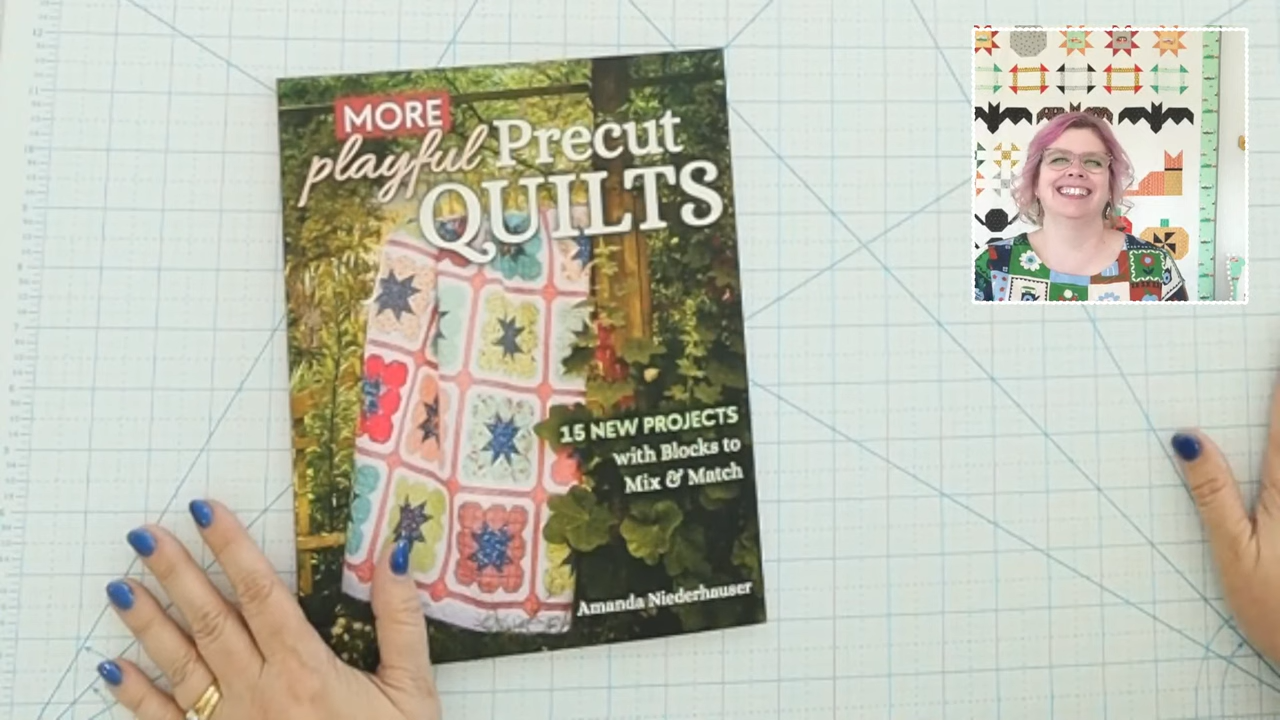 MORE
playful Precut
QUILTS
15 NEW PROJECTS
with Blocks to
Mix & Match
Amanda Niederhauser